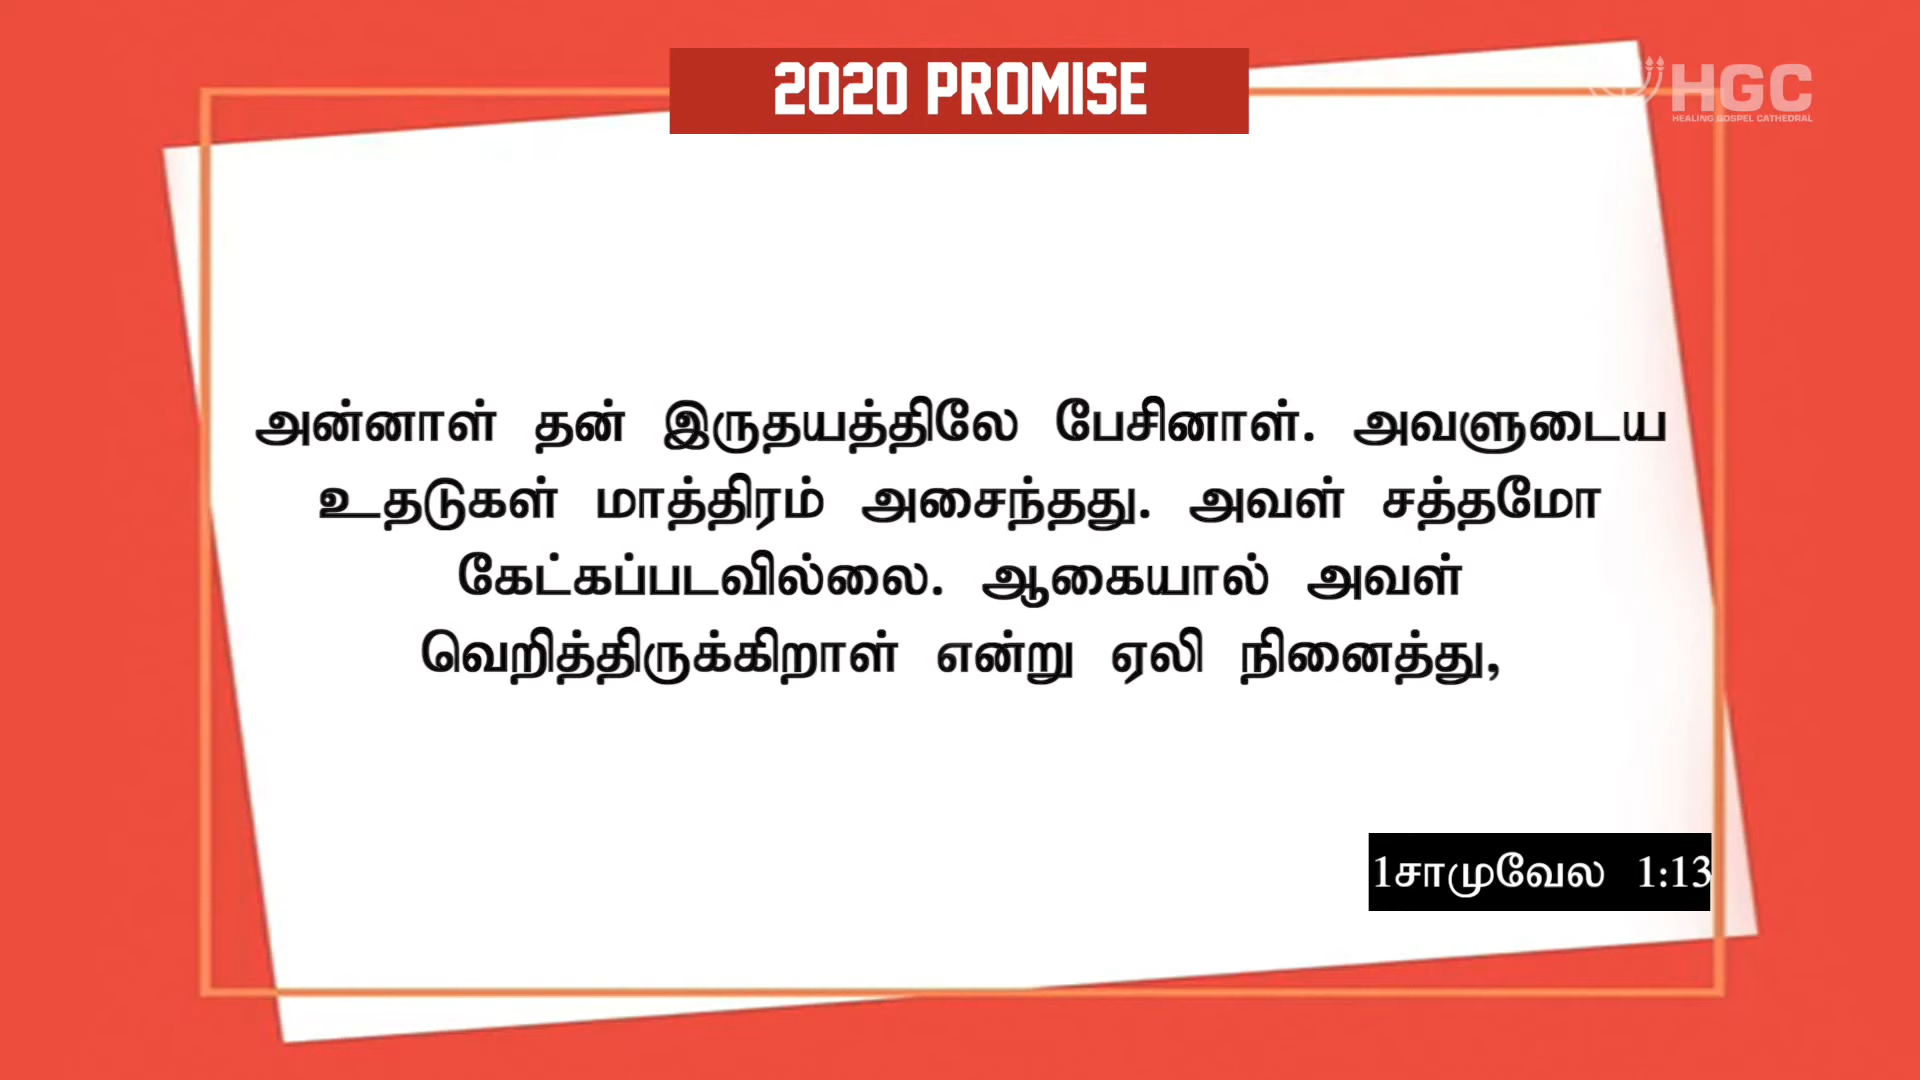 2020 PROMISE
HGC
HEALING GOSPEL CATHEDRAL
அன்னாள் தன் இருதயத்திலே பேசினாள். அவளுடைய
உதடுகள் மாத்திரம் அசைந்தது. அவள் சத்தமோ
கேட்கப்படவில்லை. ஆகையால் அவள்
வெறித்திருக்கிறாள் என்று ஏலி நினைத்து,
1சாமுவேல 1:13